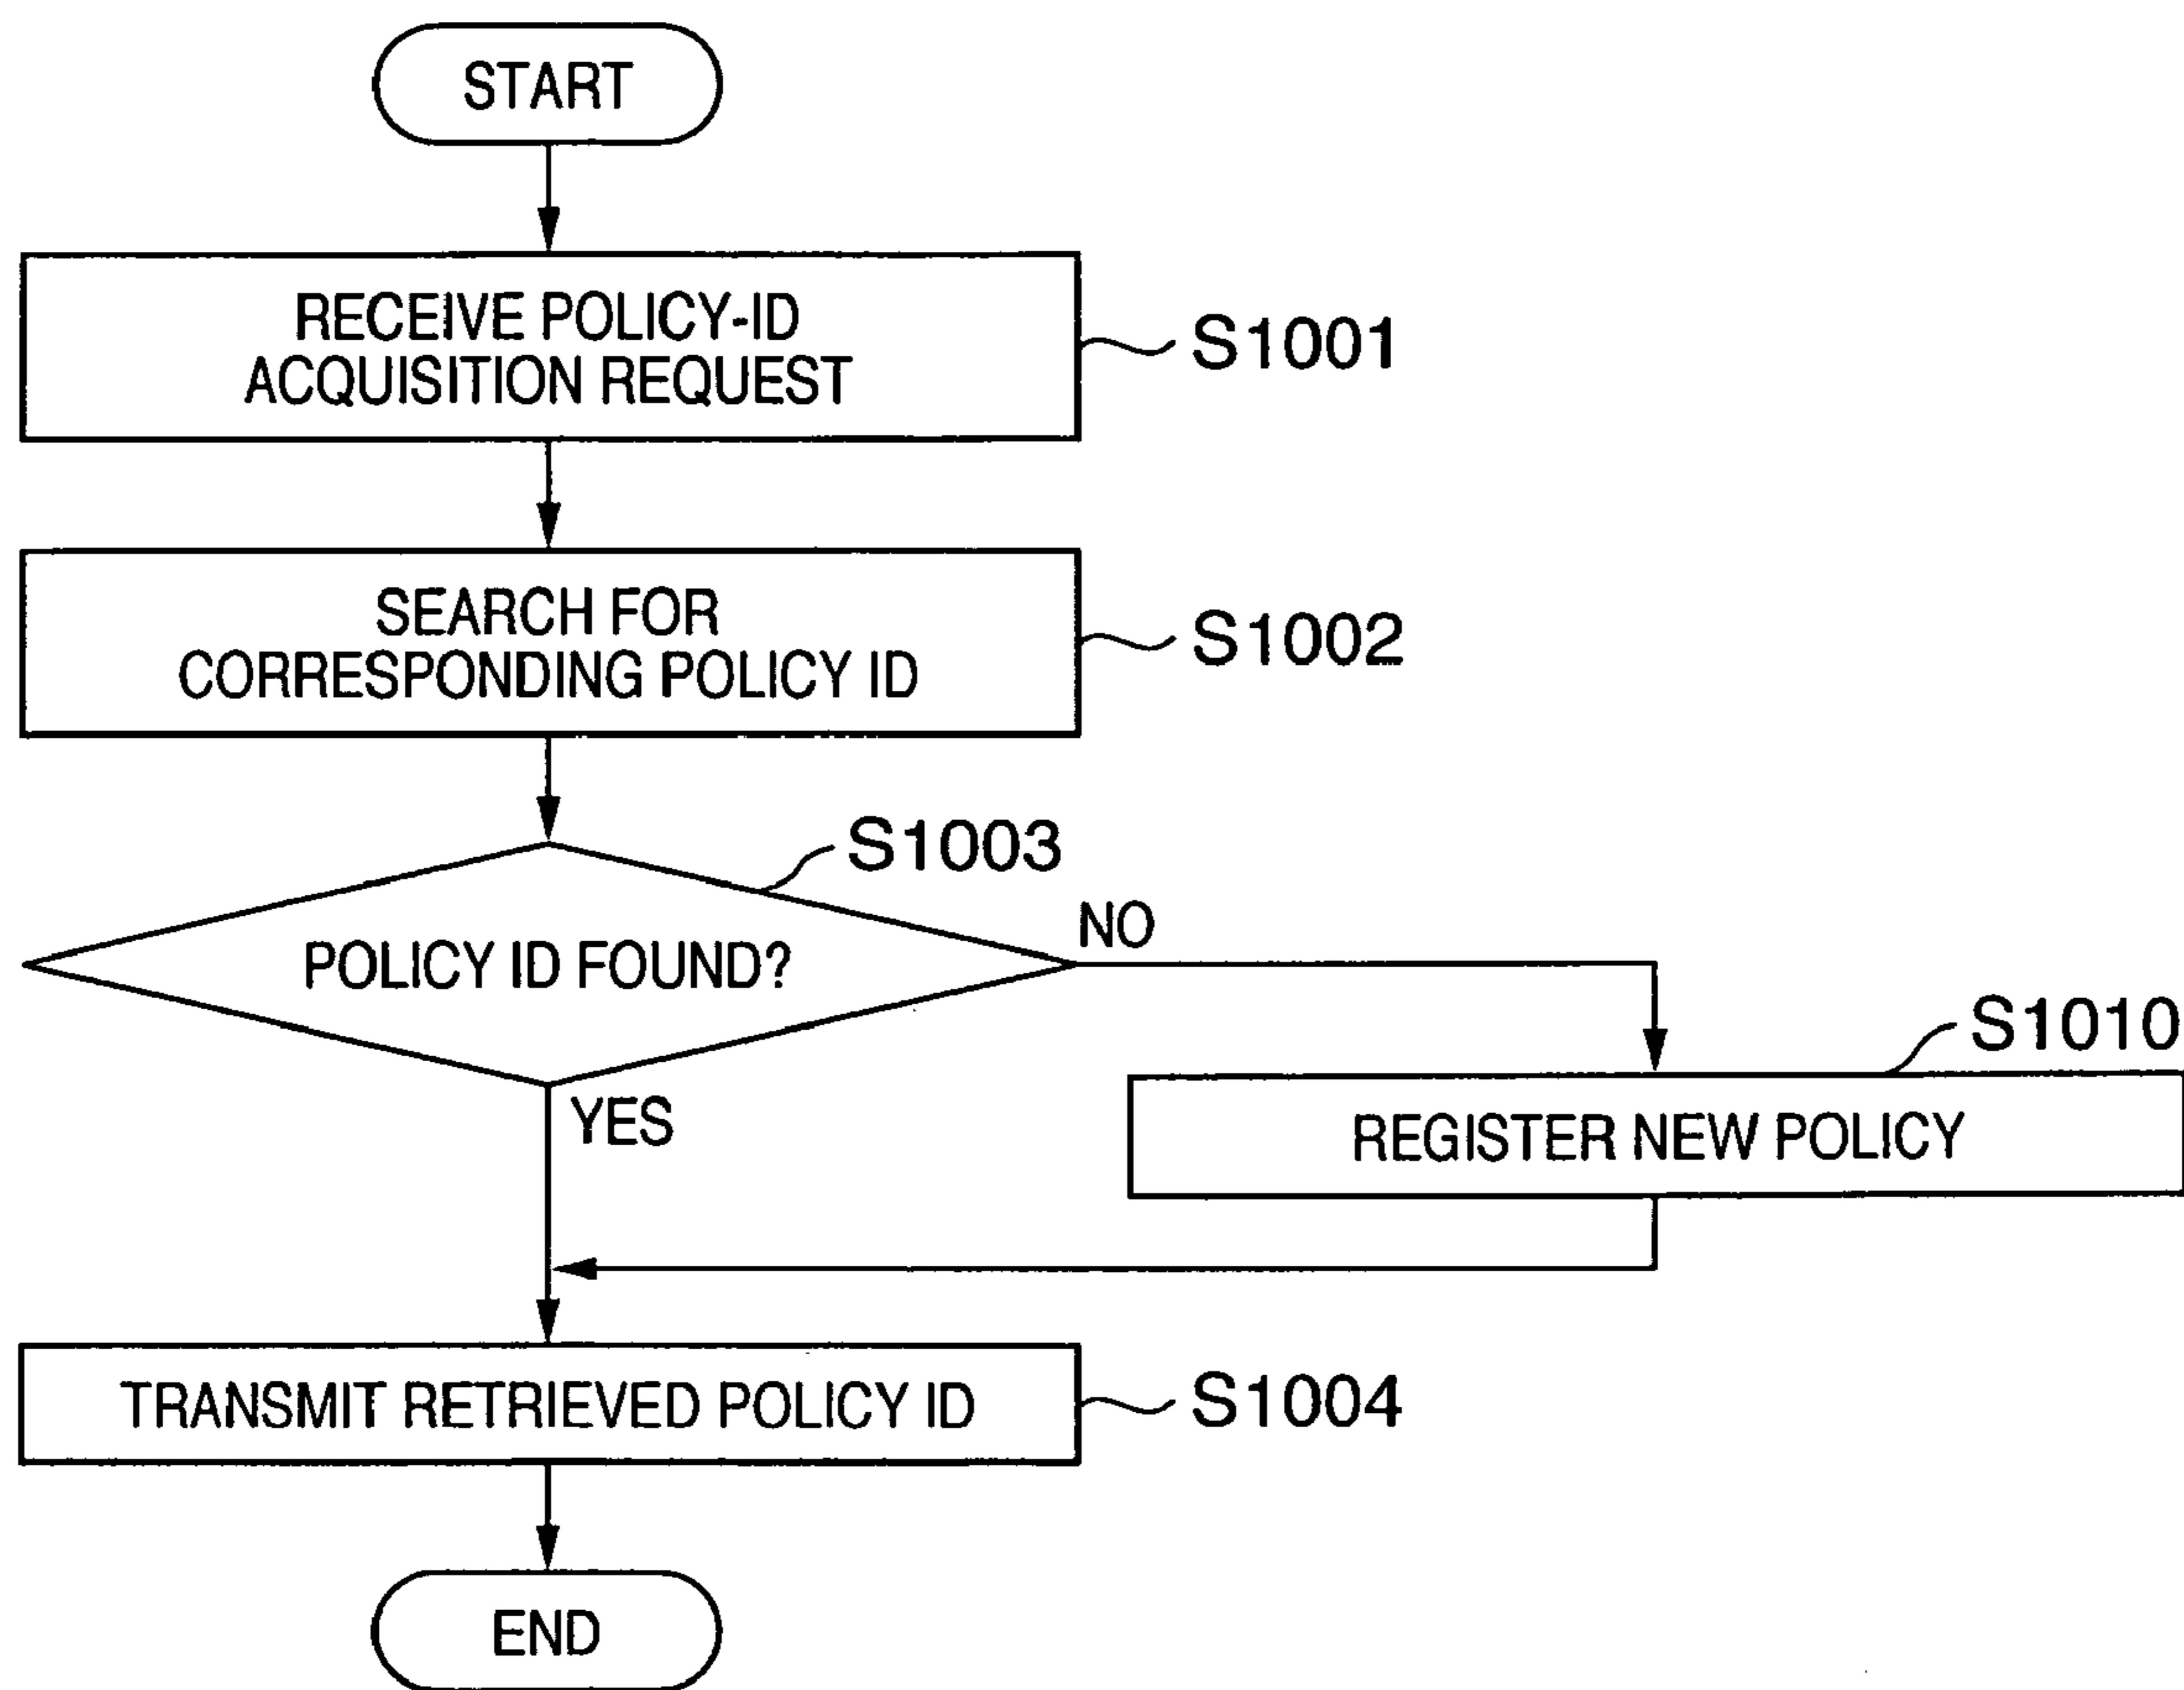 START
RECEIVE POLICY-ID
ACQUISITION REQUEST
S1001
SEARCH FOR
CORRESPONDING POLICY ID
S1002
S1003
POLICY ID FOUND?
NO
YES
S1010
REGISTER NEW POLICY
TRANSMIT RETRIEVED POLICY ID
S1004
END